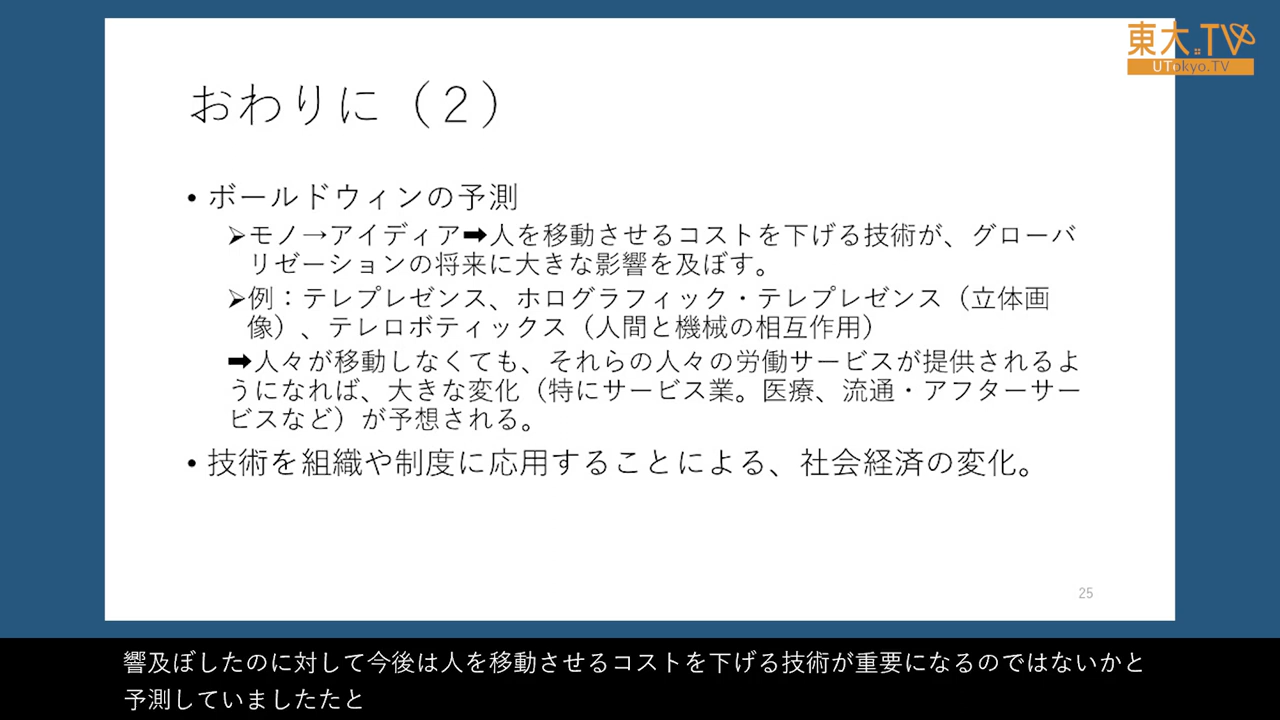 東大.TV
UTokyo.TV
おわりに（２）
• ボールドウィンの予測
➢モノ→アイディア➡人を移動させるコストを下げる技術が、グローバ
リゼーションの将来に大きな影響を及ぼす。
➢例：テレプレゼンス、ホログラフィック・テレプレゼンス（立体画
像）、テレロボティックス（人間と機械の相互作用）
➡人々が移動しなくても、それらの人々の労働サービスが提供されるよ
うになれば、大きな変化（特にサービス業。医療、流通・アフターサー
ビスなど）が予想される。
• 技術を組織や制度に応用することによる、社会経済の変化。
25
響及ぼしたのに対して今後は人を移動させるコストを下げる技術が重要になるのではないかと
予測していましたたと